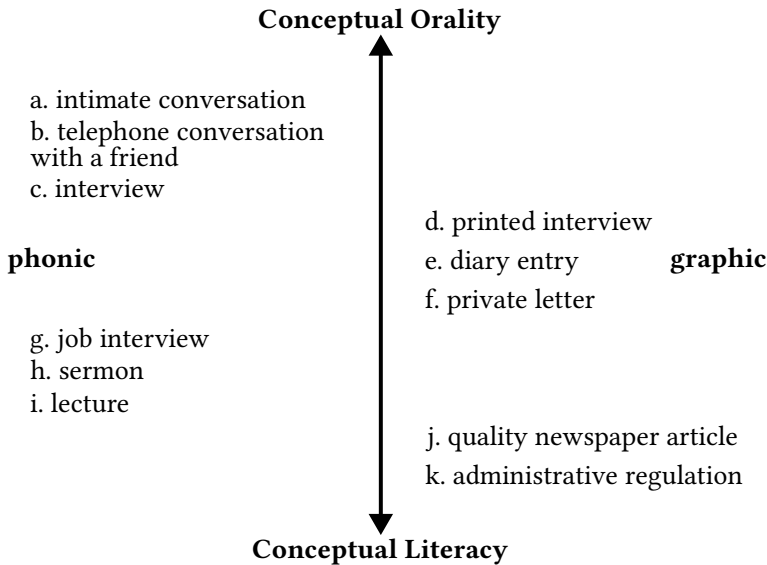 Conceptual Orality
a. intimate conversation
b. telephone conversation
with a friend
c. interview
d. printed interview
phonic
e. diary entry
graphic
f. private letter
g. job interview
h. sermon
i. lecture
j. quality newspaper article
k. administrative regulation
Conceptual Literacy